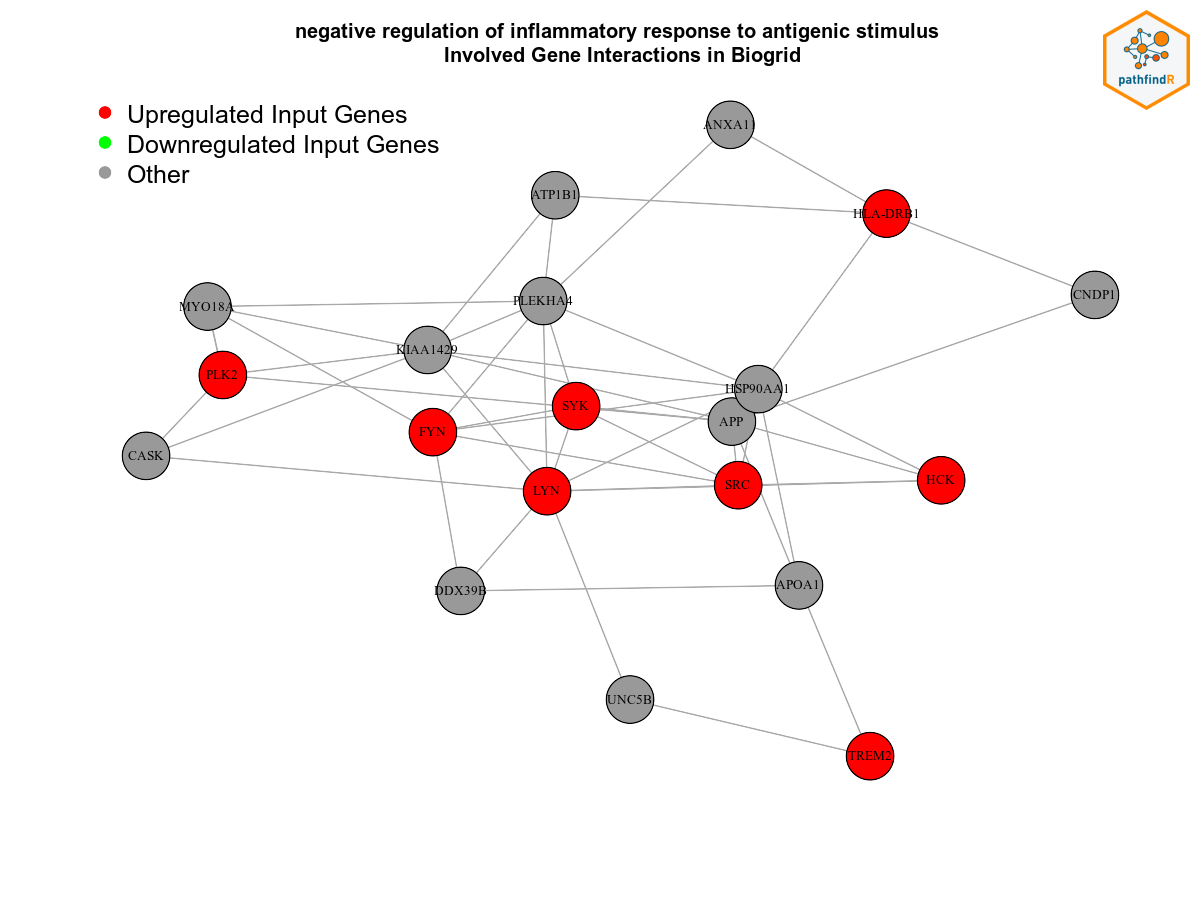 negative regulation of inflammatory response to antigenic stimulus
Involved Gene Interactions in Biogrid
pathfindR
Upregulated Input Genes
Downregulated Input Genes
Other
ANXA11
ATP1B1
HLA-DRB1
CNDP1
PLEKHA4
MYO18A
KIAA1429
PLK2
HSP90AA1
SYK
APP
FYN
CASK
HCK
SRC
LYN
DDX39B
APOA1
UNC5B
TREM2